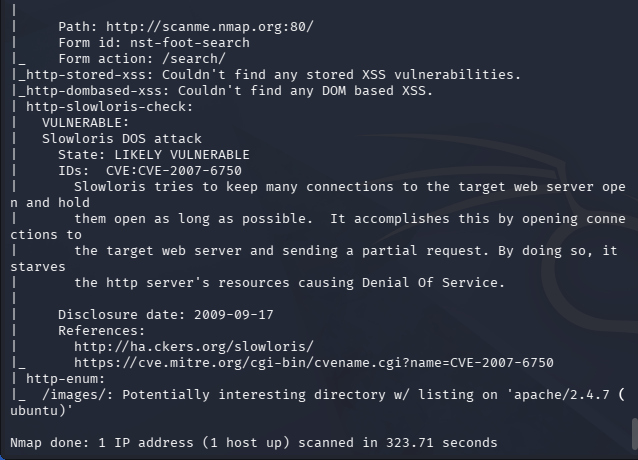 |
|     Path: http://scanme.nmap.org:80/
|     Form id: nst-foot-search
|_    Form action: /search/
|_http-stored-xss: Couldn't find any stored XSS vulnerabilities.
|_http-dombased-xss: Couldn't find any DOM based XSS.
| http-slowloris-check:
|   VULNERABLE:
|   Slowloris DOS attack
|     State: LIKELY VULNERABLE
|     IDs:  CVE:CVE-2007-6750
|       Slowloris tries to keep many connections to the target web server ope
n and hold
|       them open as long as possible.  It accomplishes this by opening conne
ctions to
|       the target web server and sending a partial request. By doing so, it
starves
|       the http server's resources causing Denial Of Service.
|
|     Disclosure date: 2009-09-17
|     References:
|       http://ha.ckers.org/slowloris/
|_      https://cve.mitre.org/cgi-bin/cvename.cgi?name=CVE-2007-6750
| http-enum:
|_  /images/: Potentially interesting directory w/ listing on 'apache/2.4.7 (
ubuntu)'

Nmap done: 1 IP address (1 host up) scanned in 323.71 seconds